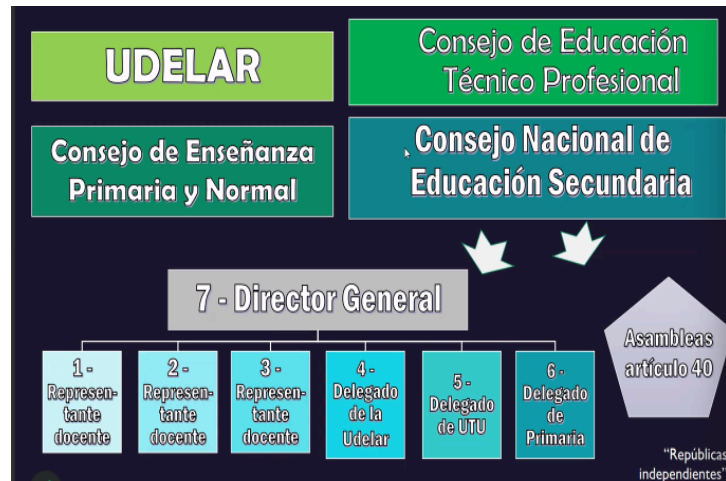 UDELAR
Consejo de Educación
Técnico Profesional
Consejo de Enseñanza
Primaria y Normal
Consejo Nacional de
Educación Secundaria
7 - Director General
1 -
Represen-
tante
docente
2 -
Represen-
tante
docente
3 -
Represen-
tante
docente
4 -
Delegado
de la
Udelar
5 -
Delegado
de UTU
6 -
Delegado
de
Primaria
Asambleas
artículo 40
"Repúblicas
independientes"